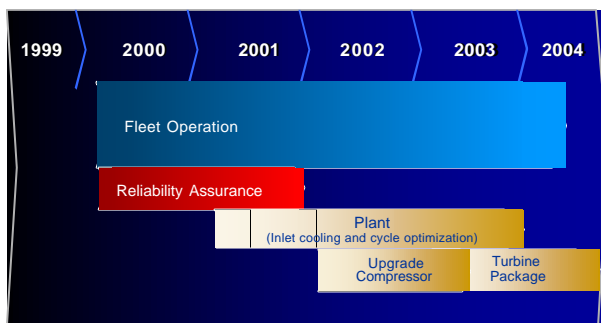 1999 2000 2001 2002 2003 2004
Fleet Operation
Reliability Assurance
Plant
(Inlet cooling and cycle optimization)
Upgrade
Compressor
Turbine
Package